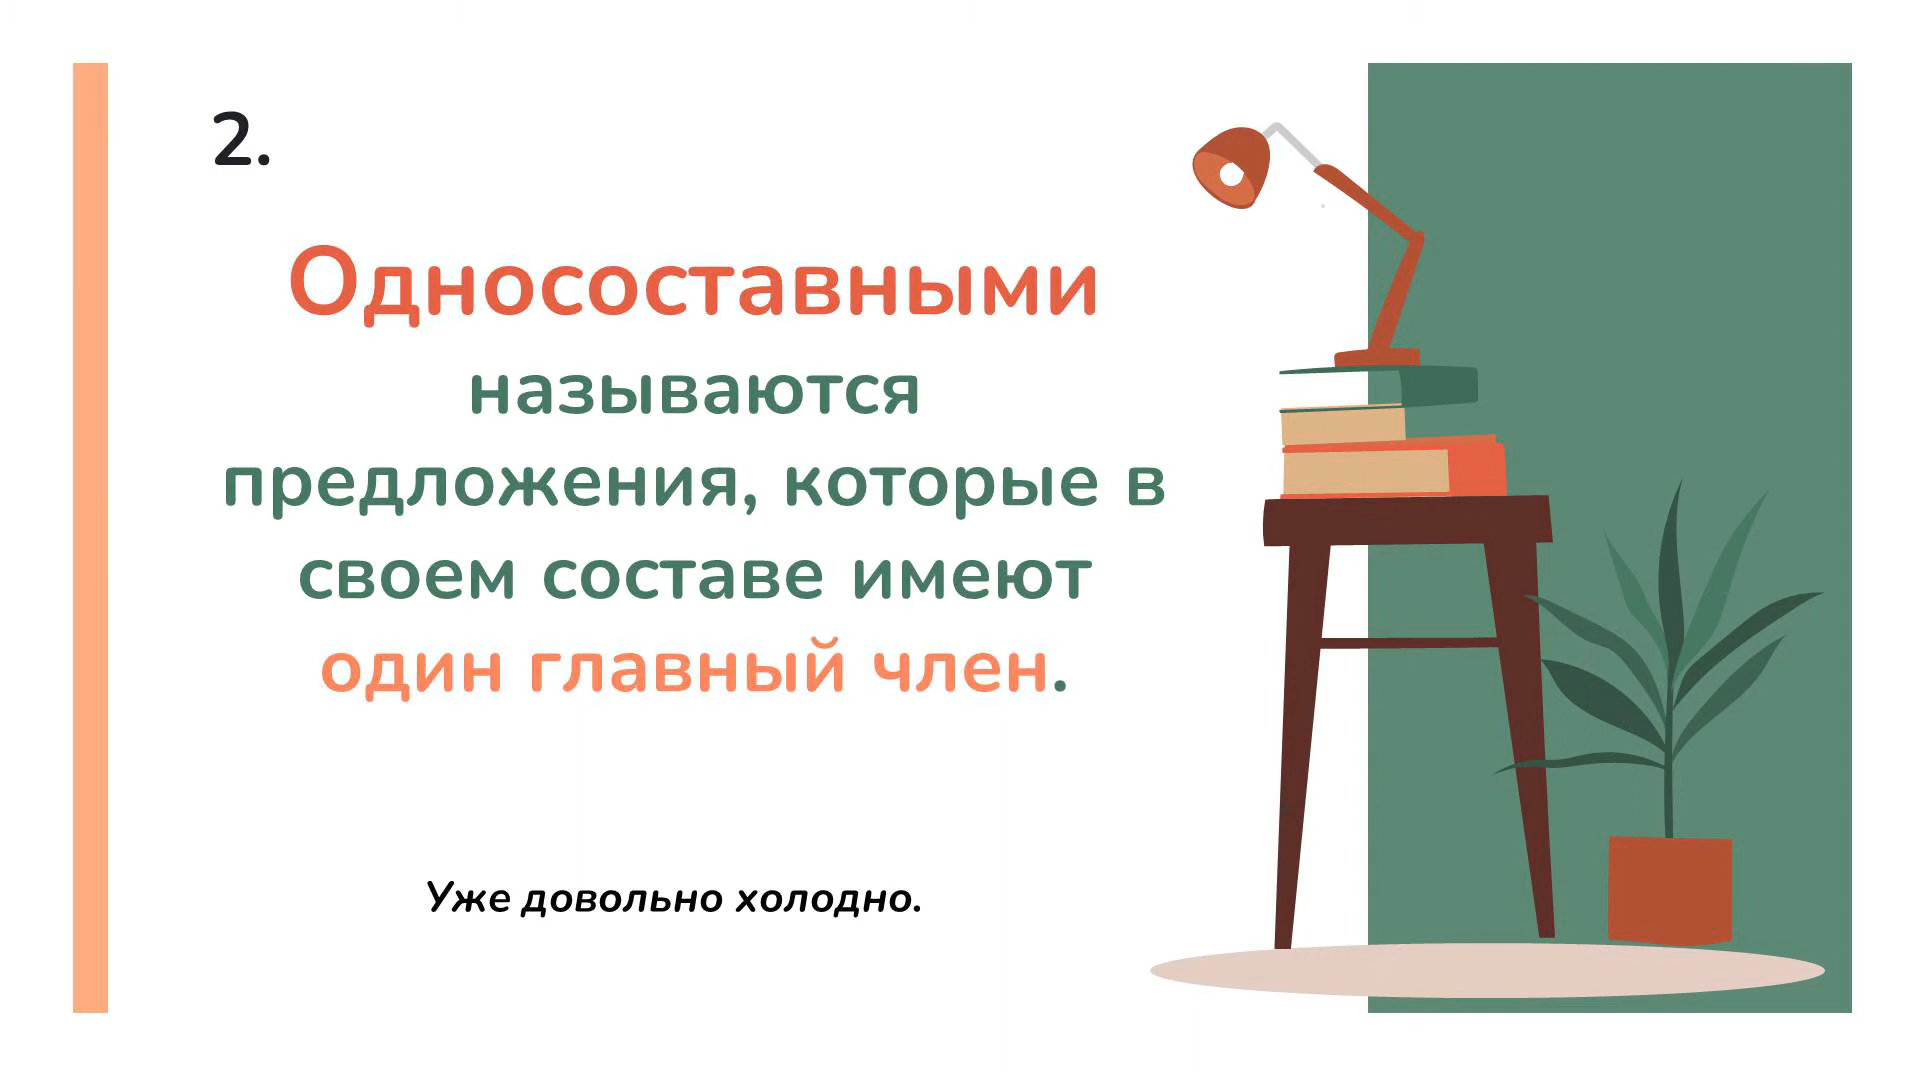 2.
Односоставными
называются
предложения, которые в
своем составе имеют
один главный член.
Уже довольно холодно.